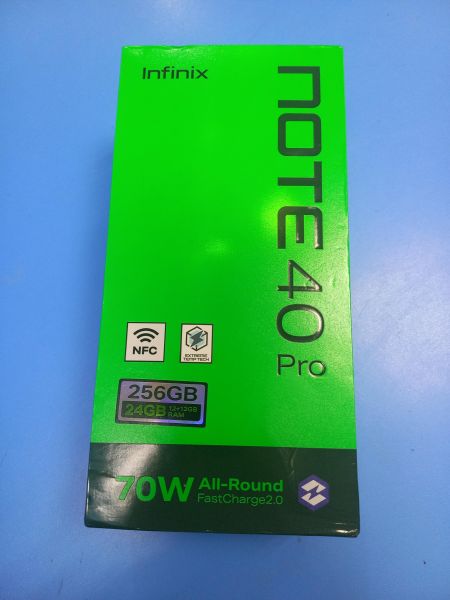 Infinix
NOTE 40 Pro
NFC
EXTREME
TEMP TECH
256GB
24GB 12+12GB
RAM
70W All-Round
FastCharge2.0